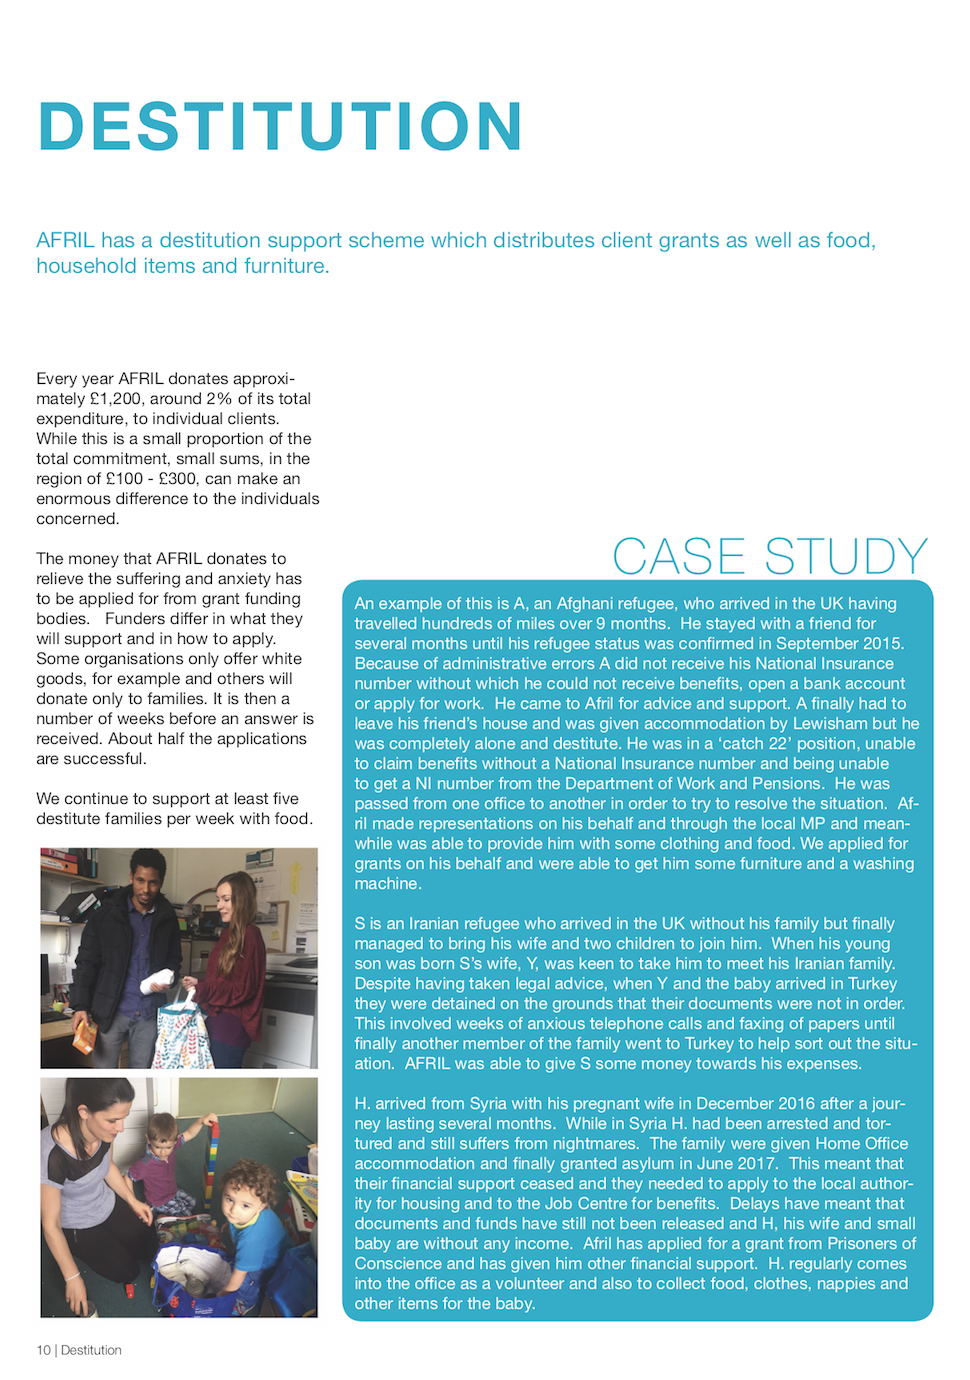 DESTITUTION
AFRIL has a destitution support scheme which distributes client grants as well as food,
household items and furniture.
Every year AFRIL donates approxi-
mately £1,200, around 2% of its total
expenditure, to individual clients.
While this is a small proportion of the
total commitment, small sums, in the
region of £100 - £300, can make an
enormous difference to the individuals
concerned.
The money that AFRIL donates to
relieve the suffering and anxiety has
to be applied for from grant funding
bodies.   Funders differ in what they
will support and in how to apply.
Some organisations only offer white
goods, for example and others will
donate only to families. It is then a
number of weeks before an answer is
received. About half the applications
are successful.
We continue to support at least five
destitute families per week with food.
CASE STUDY
An example of this is A, an Afghani refugee, who arrived in the UK having
travelled hundreds of miles over 9 months.  He stayed with a friend for
several months until his refugee status was confirmed in September 2015.
Because of administrative errors A did not receive his National Insurance
number without which he could not receive benefits, open a bank account
or apply for work.  He came to Afril for advice and support. A finally had to
leave his friend's house and was given accommodation by Lewisham but he
was completely alone and destitute. He was in a ‘catch 22’ position, unable
to claim benefits without a National Insurance number and being unable
to get a NI number from the Department of Work and Pensions.  He was
passed from one office to another in order to try to resolve the situation.  Af-
ril made representations on his behalf and through the local MP and mean-
while was able to provide him with some clothing and food. We applied for
grants on his behalf and were able to get him some furniture and a washing
machine.
S is an Iranian refugee who arrived in the UK without his family but finally
managed to bring his wife and two children to join him.  When his young
son was born S's wife, Y, was keen to take him to meet his Iranian family.
Despite having taken legal advice, when Y and the baby arrived in Turkey
they were detained on the grounds that their documents were not in order.
This involved weeks of anxious telephone calls and faxing of papers until
finally another member of the family went to Turkey to help sort out the situ-
ation.  AFRIL was able to give S some money towards his expenses.
H. arrived from Syria with his pregnant wife in December 2016 after a jour-
ney lasting several months.  While in Syria H. had been arrested and tor-
tured and still suffers from nightmares.  The family were given Home Office
accommodation and finally granted asylum in June 2017.  This meant that
their financial support ceased and they needed to apply to the local author-
ity for housing and to the Job Centre for benefits.  Delays have meant that
documents and funds have still not been released and H, his wife and small
baby are without any income.  Afril has applied for a grant from Prisoners of
Conscience and has given him other financial support.  H. regularly comes
into the office as a volunteer and also to collect food, clothes, nappies and
other items for the baby.
10 | Destitution